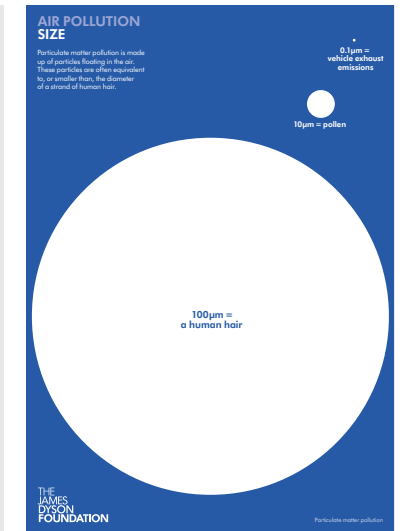 AIR POLLUTION
SIZE
Particulate matter pollution is made
up of particles floating in the air.
These particles are often equivalent
to, or smaller than, the diameter
of a strand of human hair.
0.1µm =
vehicle exhaust
emissions
10µm = pollen
100µm =
a human hair
THE
JAMES
DYSON
FOUNDATION
Particulate matter pollution